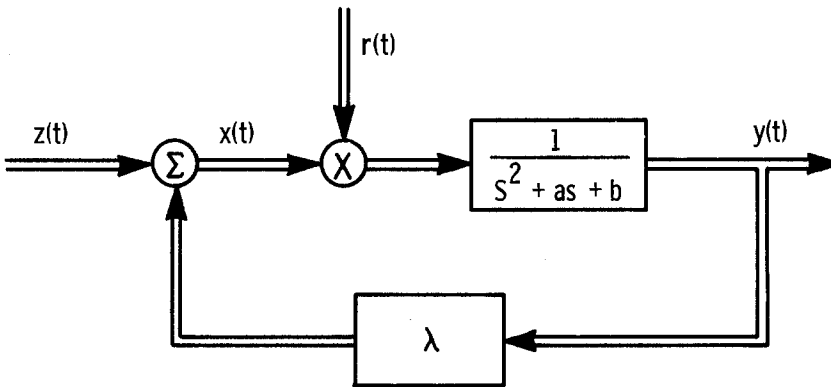 r(t)
z(t)
Σ
x(t)
X
1
S² + as + b
y(t)
λ